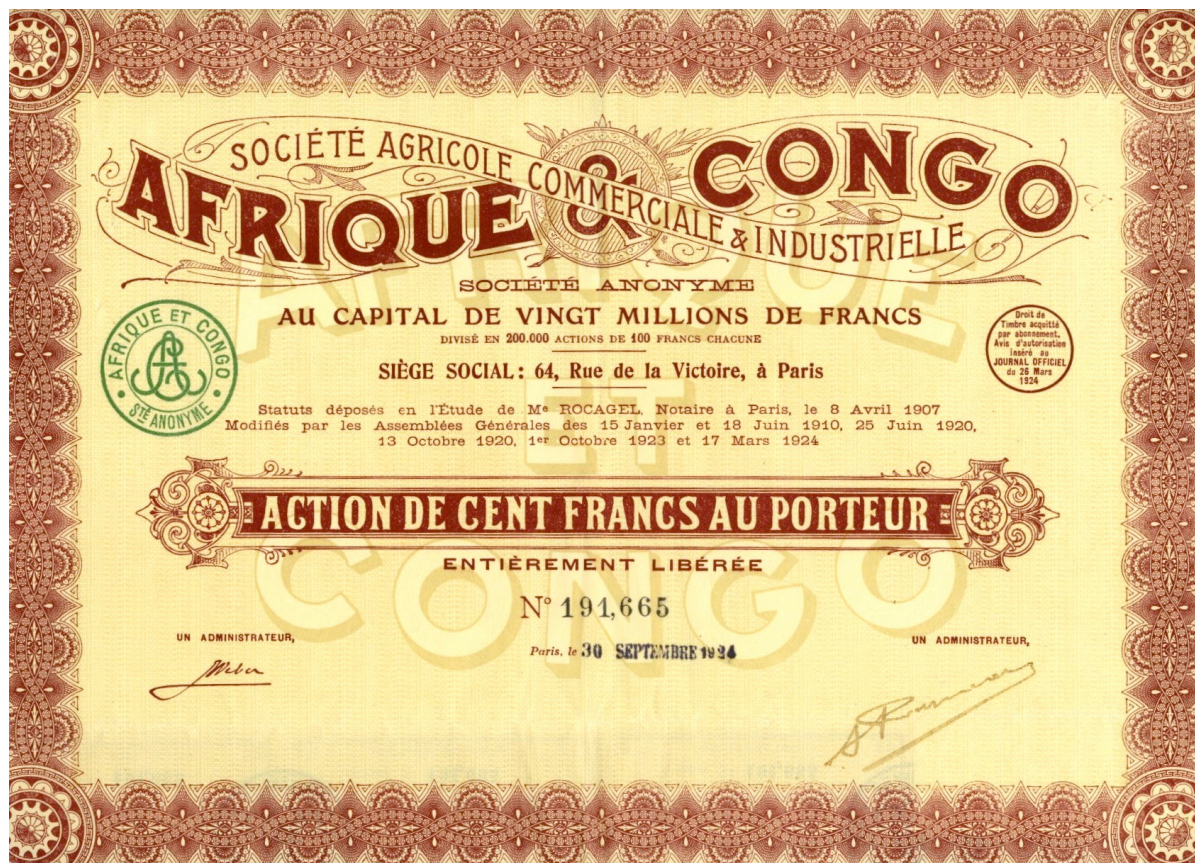 SOCIÉTÉ AGRICOLE COMMERCIALE & INDUSTRIELLE
AFRIQUE & CONGO
SOCIÉTÉ ANONYME
AU CAPITAL DE VINGT MILLIONS DE FRANCS
DIVISÉ EN 200.000 ACTIONS DE 100 FRANCS CHACUNE
SIÈGE SOCIAL: 64, Rue de la Victoire, à Paris
AFRIQUE ET CONGO
STÉ ANONYME
Droit de
Timbre acquitté
par abonnement.
Avis d'autorisation
inséré au
JOURNAL OFFICIEL
du 26 Mars
1924
Statuts déposés en l'Étude de Me ROCAGEL, Notaire à Paris, le 8 Avril 1907
Modifiés par les Assemblées Générales des 15 Janvier et 18 Juin 1910, 25 Juin 1920,
13 Octobre 1920, 1er Octobre 1923 et 17 Mars 1924
ACTION DE CENT FRANCS AU PORTEUR
ENTIÈREMENT LIBÉRÉE
N° 191,665
Paris, le 30 SEPTEMBRE 1924
UN ADMINISTRATEUR,
UN ADMINISTRATEUR,
Weber
AFRIQUE
ET
CONGO